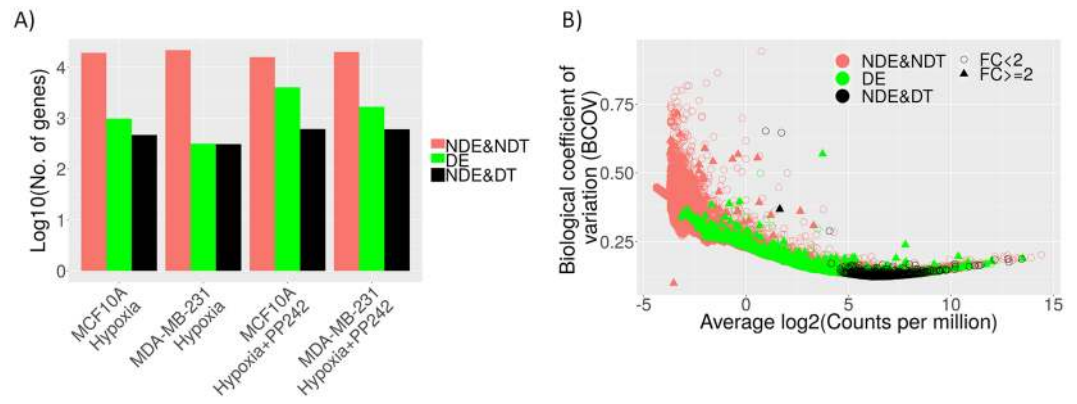 A)
Log10(No. of genes)
4
3
2
1
0
MCF10A
Hypoxia
MDA-MB-231
Hypoxia
MCF10A
Hypoxia+PP242
MDA-MB-231
Hypoxia+PP242
NDE&NDT
DE
NDE&DT
B)
Biological coefficient of
variation (BCOV)
0.75
0.50
0.25
-5
0
5
10
15
Average log2(Counts per million)
NDE&NDT
DE
NDE&DT
FC<2
FC>=2